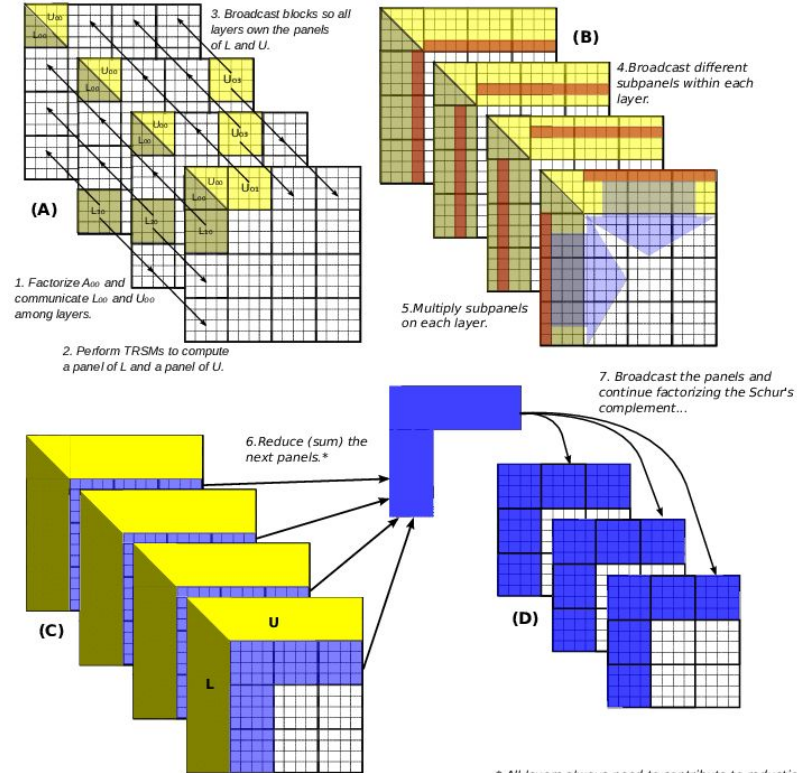 3. Broadcast blocks so all
layers own the panels
of L and U.
U₀₀
L₀₀
U₀₀
L₀₀
U₀₃
U₀₀
L₀₀
U₀₃
U₀₀
U₀₁
L₀₀
L₃₀
L₂₀
L₁₀
(A)
1. Factorize A₀₀ and
communicate L₀₀ and U₀₀
among layers.
2. Perform TRSMs to compute
a panel of L and a panel of U.
(B)
4.Broadcast different
subpanels within each
layer.
5.Multiply subpanels
on each layer.
6.Reduce (sum) the
next panels.*
7. Broadcast the panels and
continue factorizing the Schur's
complement...
(C)
U
L
(D)